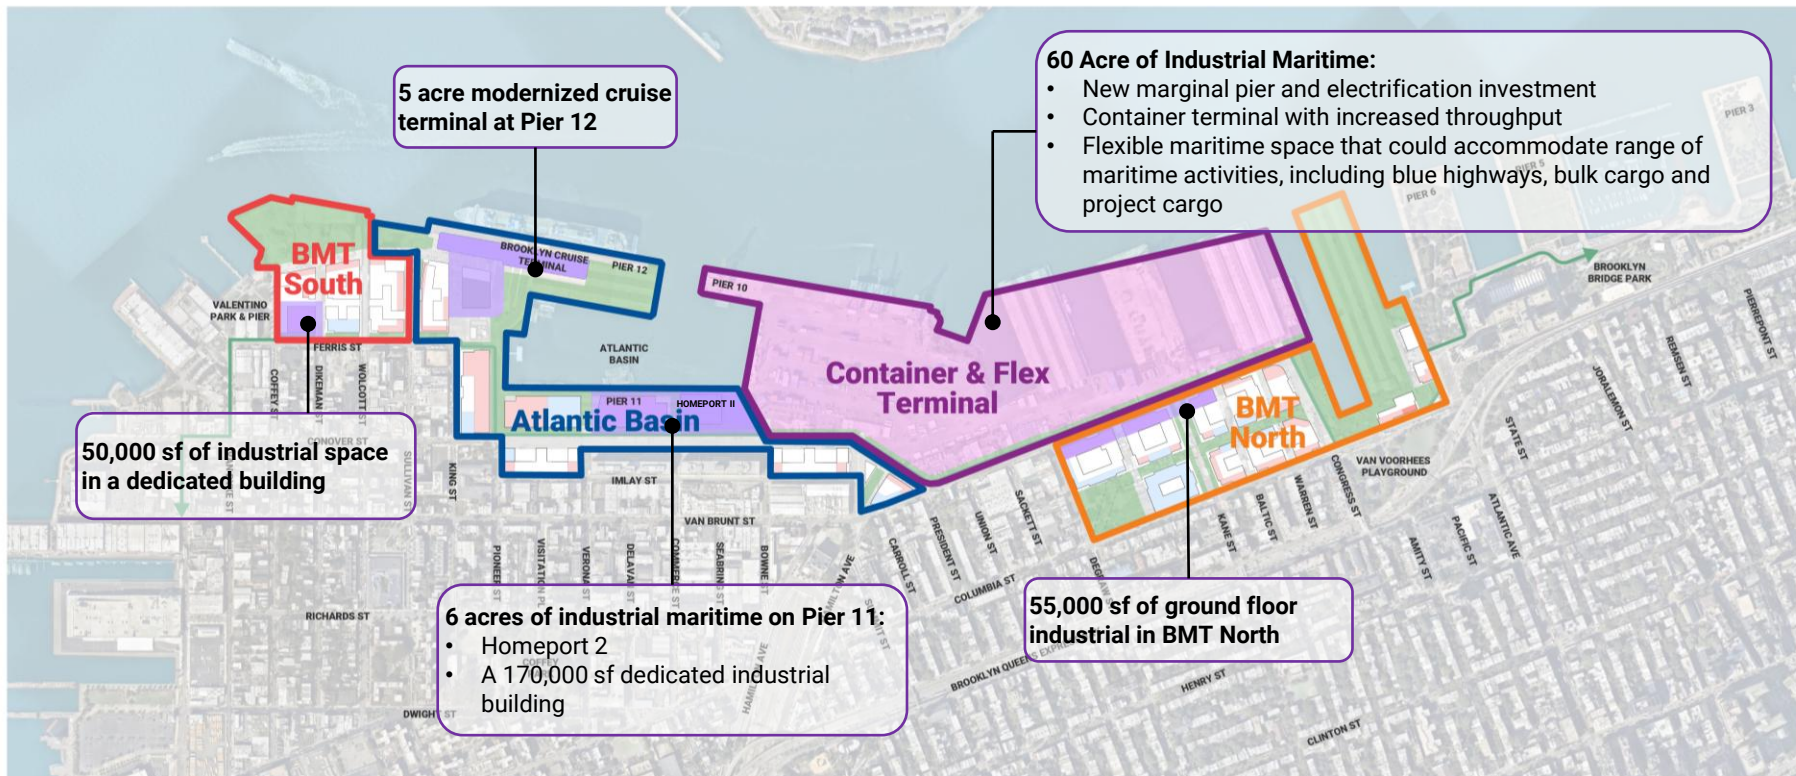 60 Acre of Industrial Maritime:
• New marginal pier and electrification investment
• Container terminal with increased throughput
• Flexible maritime space that could accommodate range of
maritime activities, including blue highways, bulk cargo and
project cargo
5 acre modernized cruise
terminal at Pier 12
PIER 3
PIER 5
PIER 6
BROOKLYN
BRIDGE PARK
PIERREPONT ST
REMSEN ST
JORALEMON ST
BMT
South
BROOKLYN CRUISE
TERMINAL
PIER 12
PIER 10
VALENTINO
PARK & PIER
FERRIS ST
ATLANTIC
BASIN
COFFEY ST
DIKEMAN ST
WOLCOTT ST
Container & Flex
Terminal
PIER 11
HOMEPORT II
Atlantic Basin
BMT
North
50,000 sf of industrial space
in a dedicated building
CONOVER ST
SULLIVAN ST
KING ST
IMLAY ST
VAN BRUNT ST
VAN VOORHEES
PLAYGROUND
STATE ST
ATLANTIC AVE
PACIFIC ST
AMITY ST
CONGRESS ST
WARREN ST
BALTIC ST
KANE ST
SACKETT ST
UNION ST
PRESIDENT ST
CARROLL ST
COLUMBIA ST
PIONEER ST
VISITATION PL
VERONA ST
DELAVAN ST
COMMERCE ST
SEABRING ST
BOWNE ST
HAMILTON AVE
6 acres of industrial maritime on Pier 11:
• Homeport 2
• A 170,000 sf dedicated industrial
building
55,000 sf of ground floor
industrial in BMT North
RICHARDS ST
COFFEY
HAMILTON AVE
DWIGHT ST
BROOKLYN QUEENS
HENRY ST
CLINTON ST